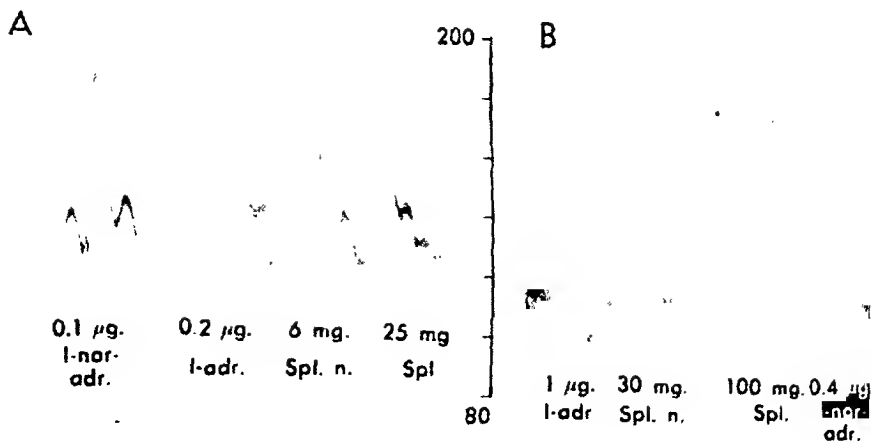 A
200
B
0.1 μg.
l-nor-
adr.
0.2 μg.
l-adr.
6 mg.
Spl. n.
25 mg
Spl
80
1 μg.
l-adr
30 mg.
Spl. n.
100 mg.
Spl.
0.4 μg
l-nor-
adr.